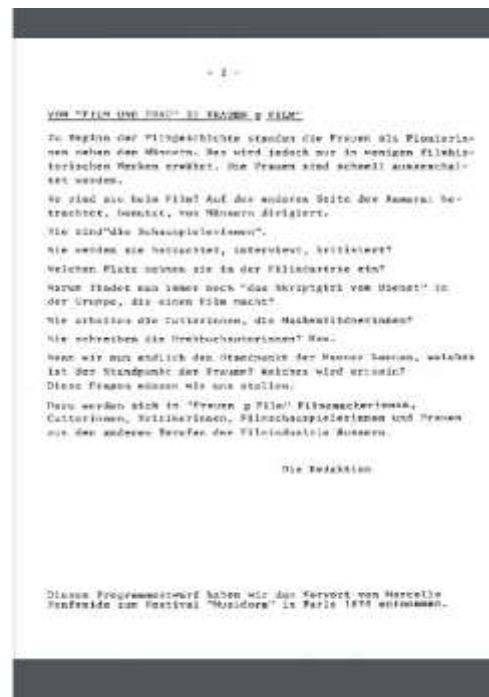 - 2 -
VON "FILM UND FRAU" ZU FRAUEN & FILM"
Zu Beginn der Filmgeschichte standen die Frauen als Pionierin-
nen neben den Männern. Das wird jedoch nur in wenigen filmhis-
torischen Werken erwähnt. Die Frauen sind schnell ausgeschal-
tet worden.
Wo sind sie beim Film? Auf der anderen Seite der Kamera: be-
trachtet, benutzt, von Männern dirigiert.
Sie sind "die Schauspielerinnen".
Wie werden sie betrachtet, interviewt, kritisiert?
Welchen Platz nehmen sie in der Filmindustrie ein?
Warum findet man immer noch "das Skriptgirl vom Dienst" in
der Gruppe, die einen Film macht?
Wie arbeiten die Cutterinnen, die Maskenbildnerinnen?
Wie schreiben die Drehbuchautorinnen? Usw.
Wenn wir nun endlich den Standpunkt der Männer kennen, welches
ist der Standpunkt der Frauen? Welches wird er sein?
Diese Fragen müssen wir uns stellen.
Dazu werden sich in "Frauen & Film" Filmemacherinnen,
Cutterinnen, Kritikerinnen, Filmschauspielerinnen und Frauen
aus den anderen Berufen der Filmindustrie äussern.
Die Redaktion
Diesen Programmentwurf haben wir dem Vorwort von
zum Festival "Musidora" in Paris 1974 entnommen.